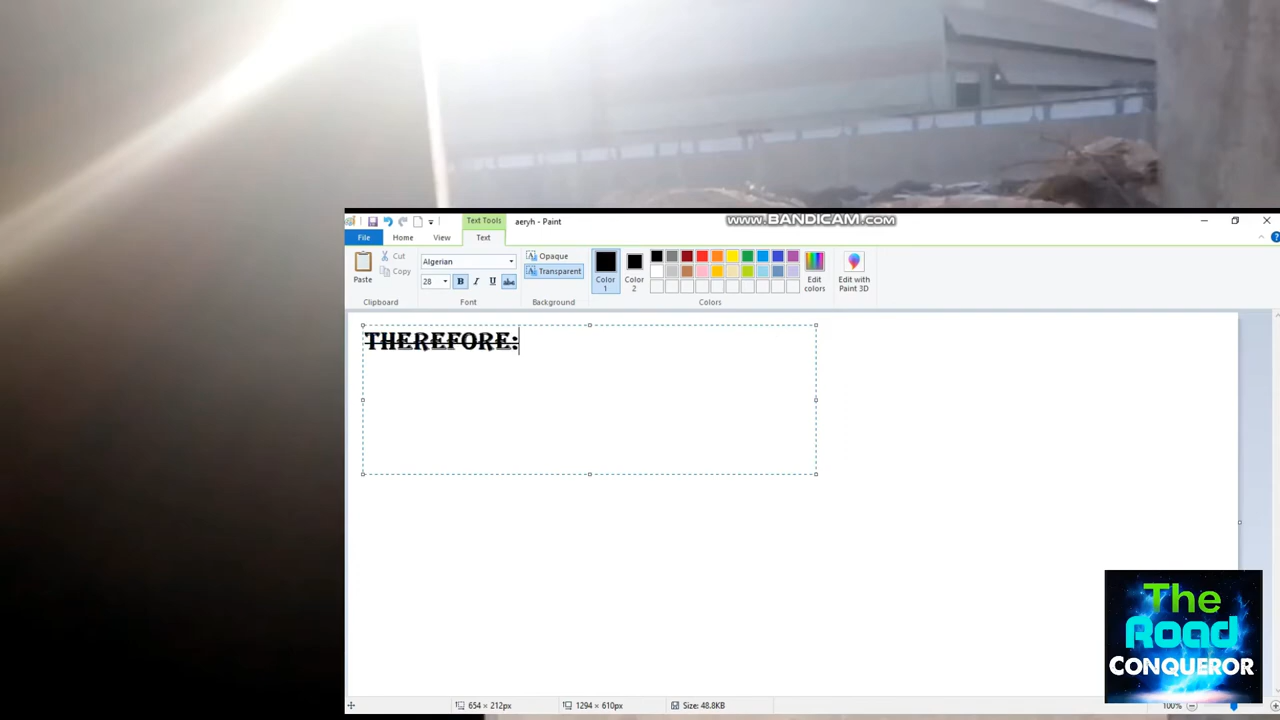 Text Tools
aeryh - Paint
www.BANDICAM.com
File
Home
View
Text
Paste
Cut
Copy
Clipboard
Algerian
28
B
I
U
abc
Font
Opaque
Transparent
Background
Color 1
Color 2
Colors
Edit colors
Edit with Paint 3D
THEREFORE:
654 × 212px
1294 × 610px
Size: 48.8KB
100%
The
Road
CONQUEROR